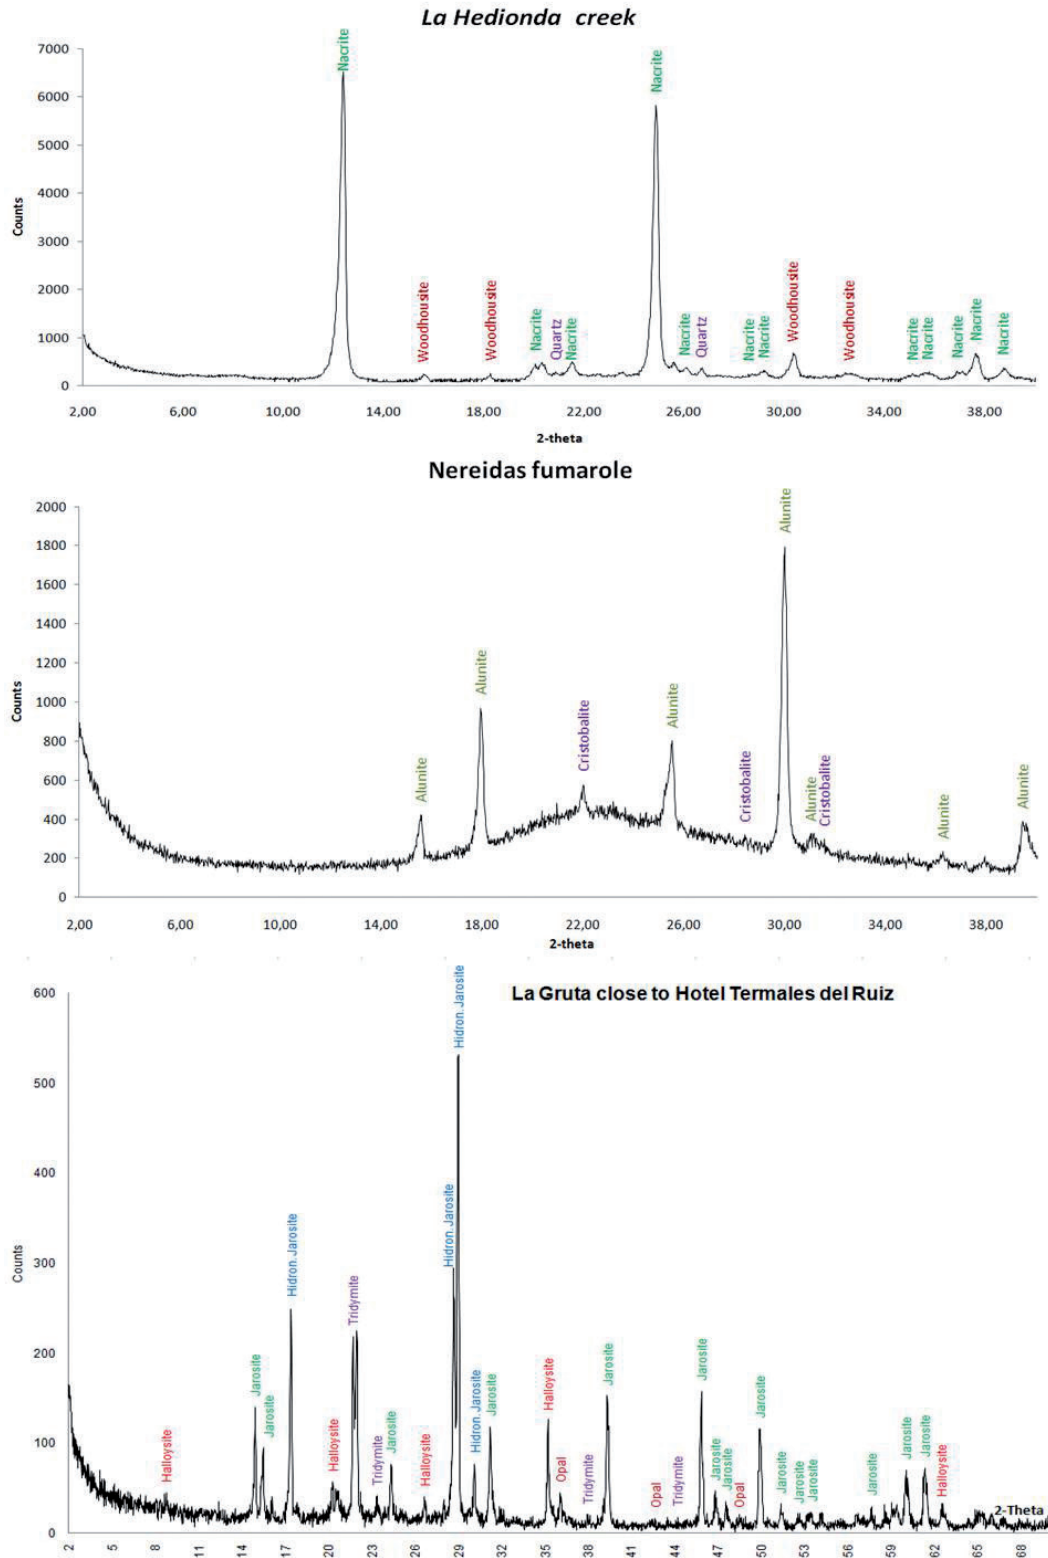 La Hedionda creek
7000
6000
5000
4000
3000
2000
1000
0
Counts
Nacrite
Woodhousite
Woodhousite
Nacrite
Quartz
Nacrite
Nacrite
Nacrite
Quartz
Nacrite
Nacrite
Woodhousite
Woodhousite
Nacrite
Nacrite
Nacrite
Nacrite
Nacrite
2,00 6,00 10,00 14,00 18,00 22,00 26,00 30,00 34,00 38,00
2-theta
Nereidas fumarole
2000
1800
1600
1400
1200
1000
800
600
400
200
0
Counts
Alunite
Alunite
Cristobalite
Alunite
Cristobalite
Alunite
Alunite
Cristobalite
Alunite
Alunite
2,00 6,00 10,00 14,00 18,00 22,00 26,00 30,00 34,00 38,00
2-theta
La Gruta close to Hotel Termales del Ruiz
600
500
400
300
200
100
0
Counts
Halloysite
Jarosite
Jarosite
Hidron. Jarosite
Halloysite
Tridymite
Tridymite
Jarosite
Halloysite
Hidron. Jarosite
Hidron. Jarosite
Hidron. Jarosite
Jarosite
Halloysite
Opal
Tridymite
Jarosite
Opal
Tridymite
Jarosite
Jarosite
Jarosite
Opal
Jarosite
Jarosite
Jarosite
Jarosite
Jarosite
Jarosite
Jarosite
Halloysite
2-Theta
2 5 8 11 14 17 20 23 26 29 32 35 38 41 44 47 50 53 56 59 62 65 68